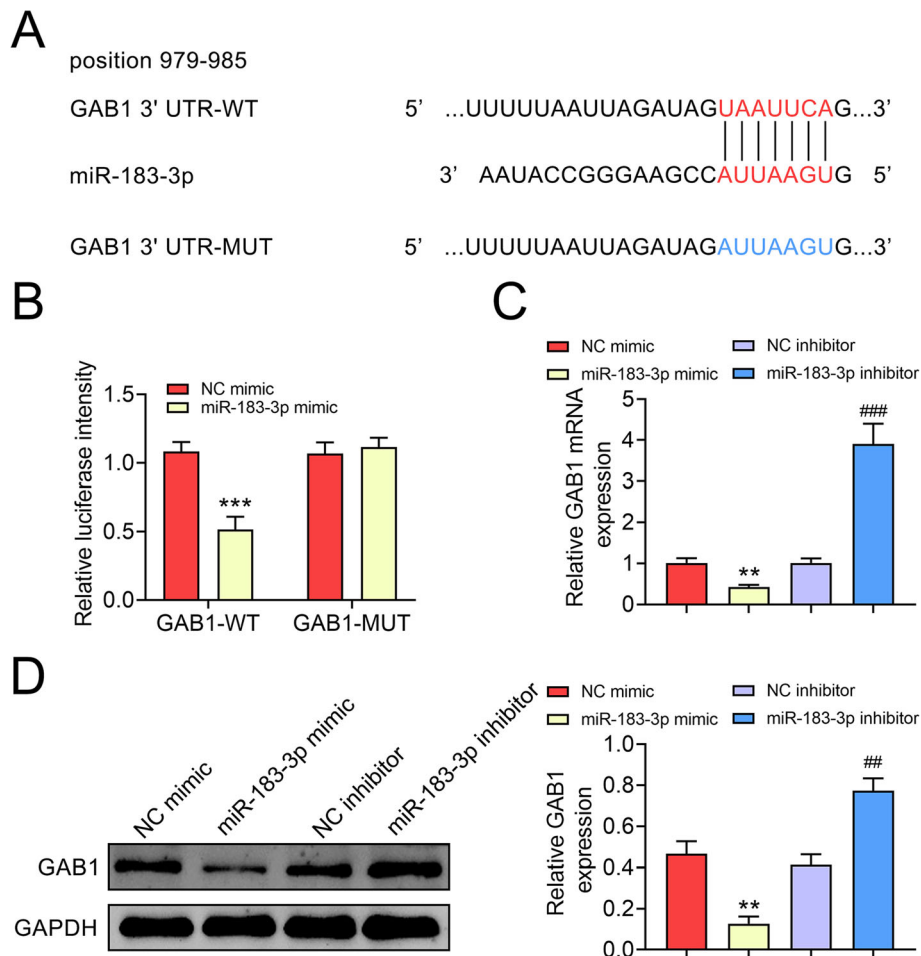 A
position 979-985
GAB1 3' UTR-WT 5’ ...UUUUUAAUUAGAUAGUAAUUCAG...3’
miR-183-3p 3’ AAUACCGGGAAGCCAUUAAGUG 5’
GAB1 3' UTR-MUT 5’ ...UUUUUAAUUAGAUAGAUUAAGUG...3’
B
NC mimic
miR-183-3p mimic
Relative luciferase intensity
1.5
1.0
0.5
0.0
***
GAB1-WT GAB1-MUT
C
NC mimic NC inhibitor
miR-183-3p mimic miR-183-3p inhibitor
Relative GAB1 mRNA
expression
5
4
3
2
1
0
**
###
D
NC mimic
miR-183-3p mimic
NC inhibitor
miR-183-3p inhibitor
GAB1
GAPDH
NC mimic NC inhibitor
miR-183-3p mimic miR-183-3p inhibitor
Relative GAB1
expression
1.0
0.8
0.6
0.4
0.2
0.0
**
##